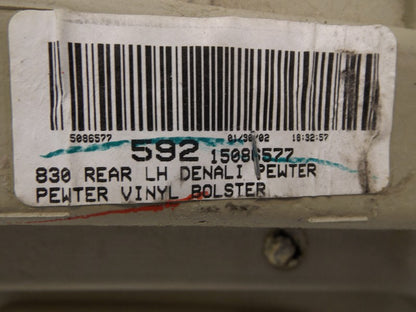 5086577 01/30/02 18:32:57
592 15086577
830 REAR LH DENALI PEWTER
PEWTER VINYL BOLSTER